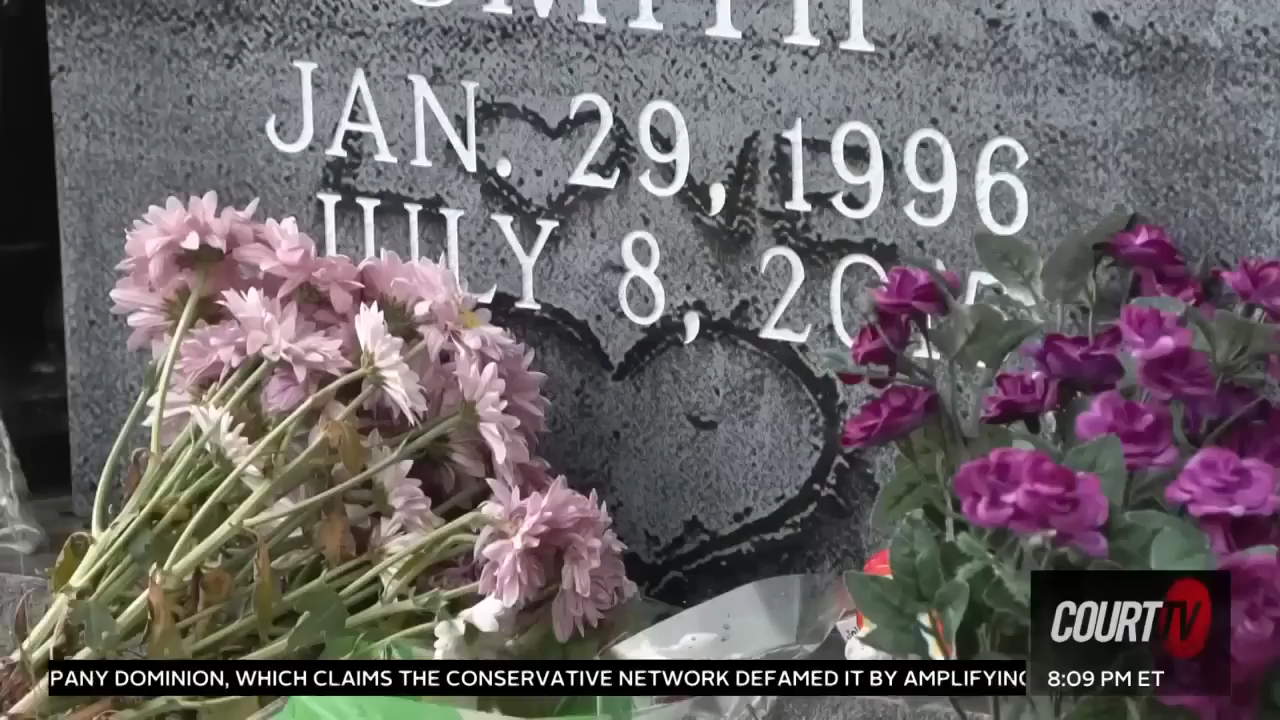 SMITH
JAN. 29, 1996
JULY 8, 20
COURT TV
PANY DOMINION, WHICH CLAIMS THE CONSERVATIVE NETWORK DEFAMED IT BY AMPLIFYING
8:09 PM ET